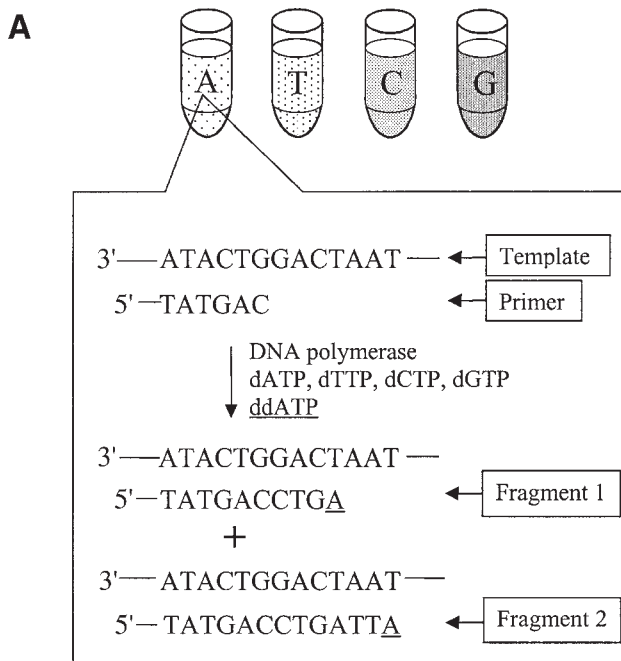 A
A T C G
3'—ATACTGGACTAAT— Template
5'—TATGAC Primer
DNA polymerase
dATP, dTTP, dCTP, dGTP
ddATP
3'—ATACTGGACTAAT—
5'—TATGACCTGA Fragment 1
+
3'—ATACTGGACTAAT—
5'—TATGACCTGATTA Fragment 2